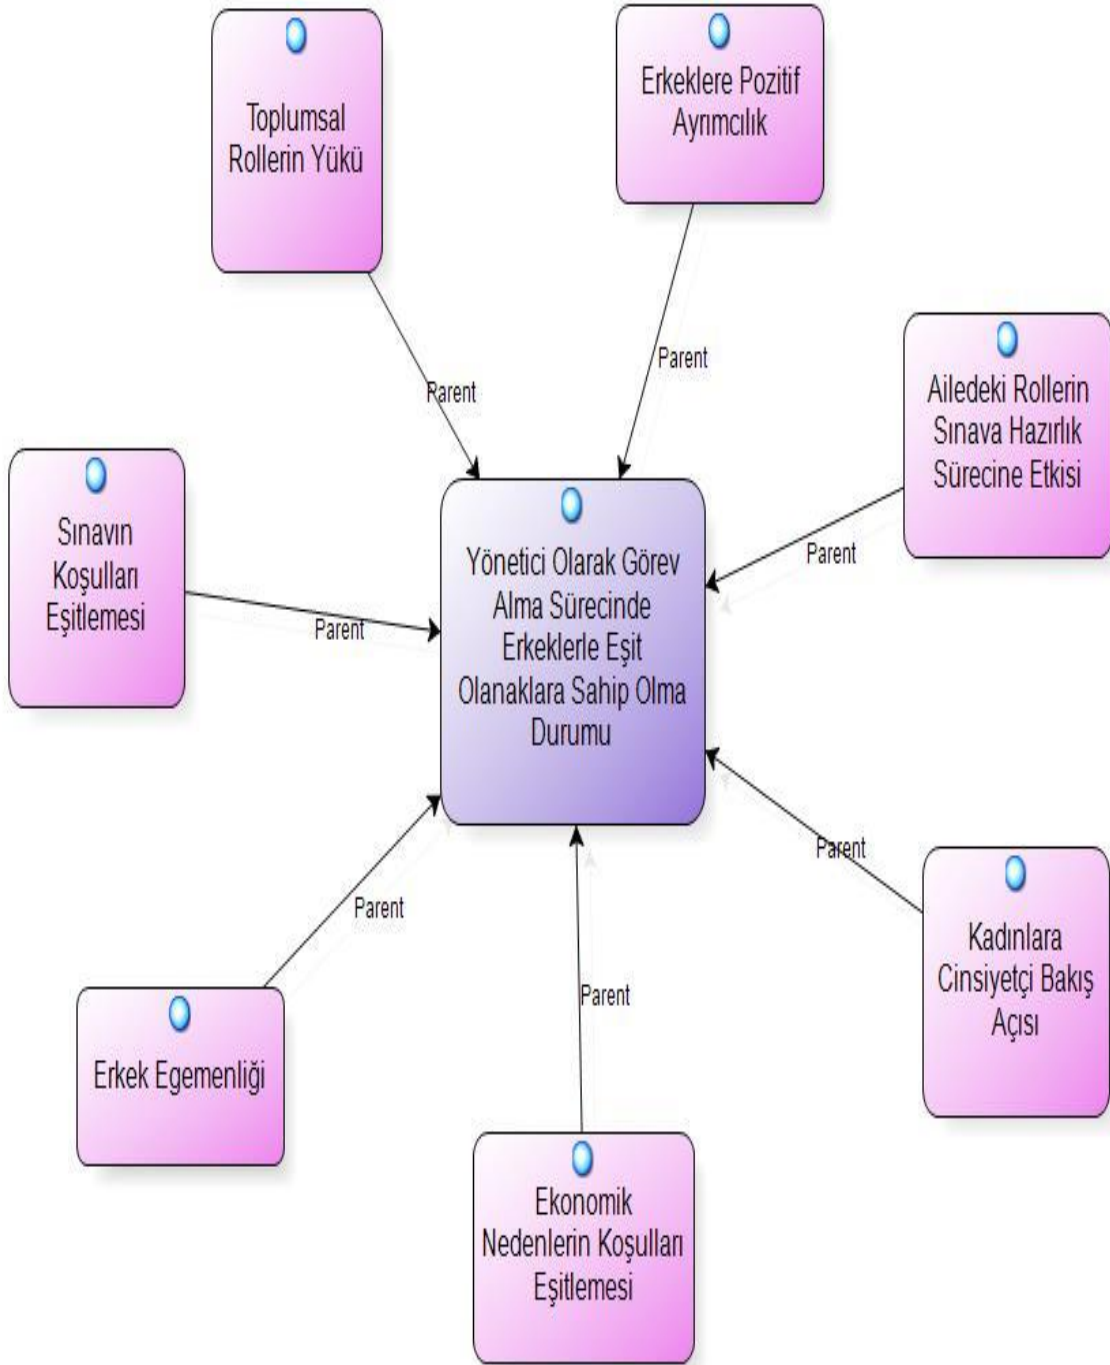 Toplumsal
Rollerin Yükü
Erkeklere Pozitif
Ayrımcılık
Parent
Parent
Ailedeki Rollerin
Sınava Hazırlık
Sürecine Etkisi
Parent
Sınavın
Koşulları
Eşitlemesi
Parent
Yönetici Olarak Görev
Alma Sürecinde
Erkeklerle Eşit
Olanaklara Sahip Olma
Durumu
Parent
Kadınlara
Cinsiyetçi Bakış
Açısı
Parent
Erkek Egemenliği
Parent
Ekonomik
Nedenlerin Koşulları
Eşitlemesi